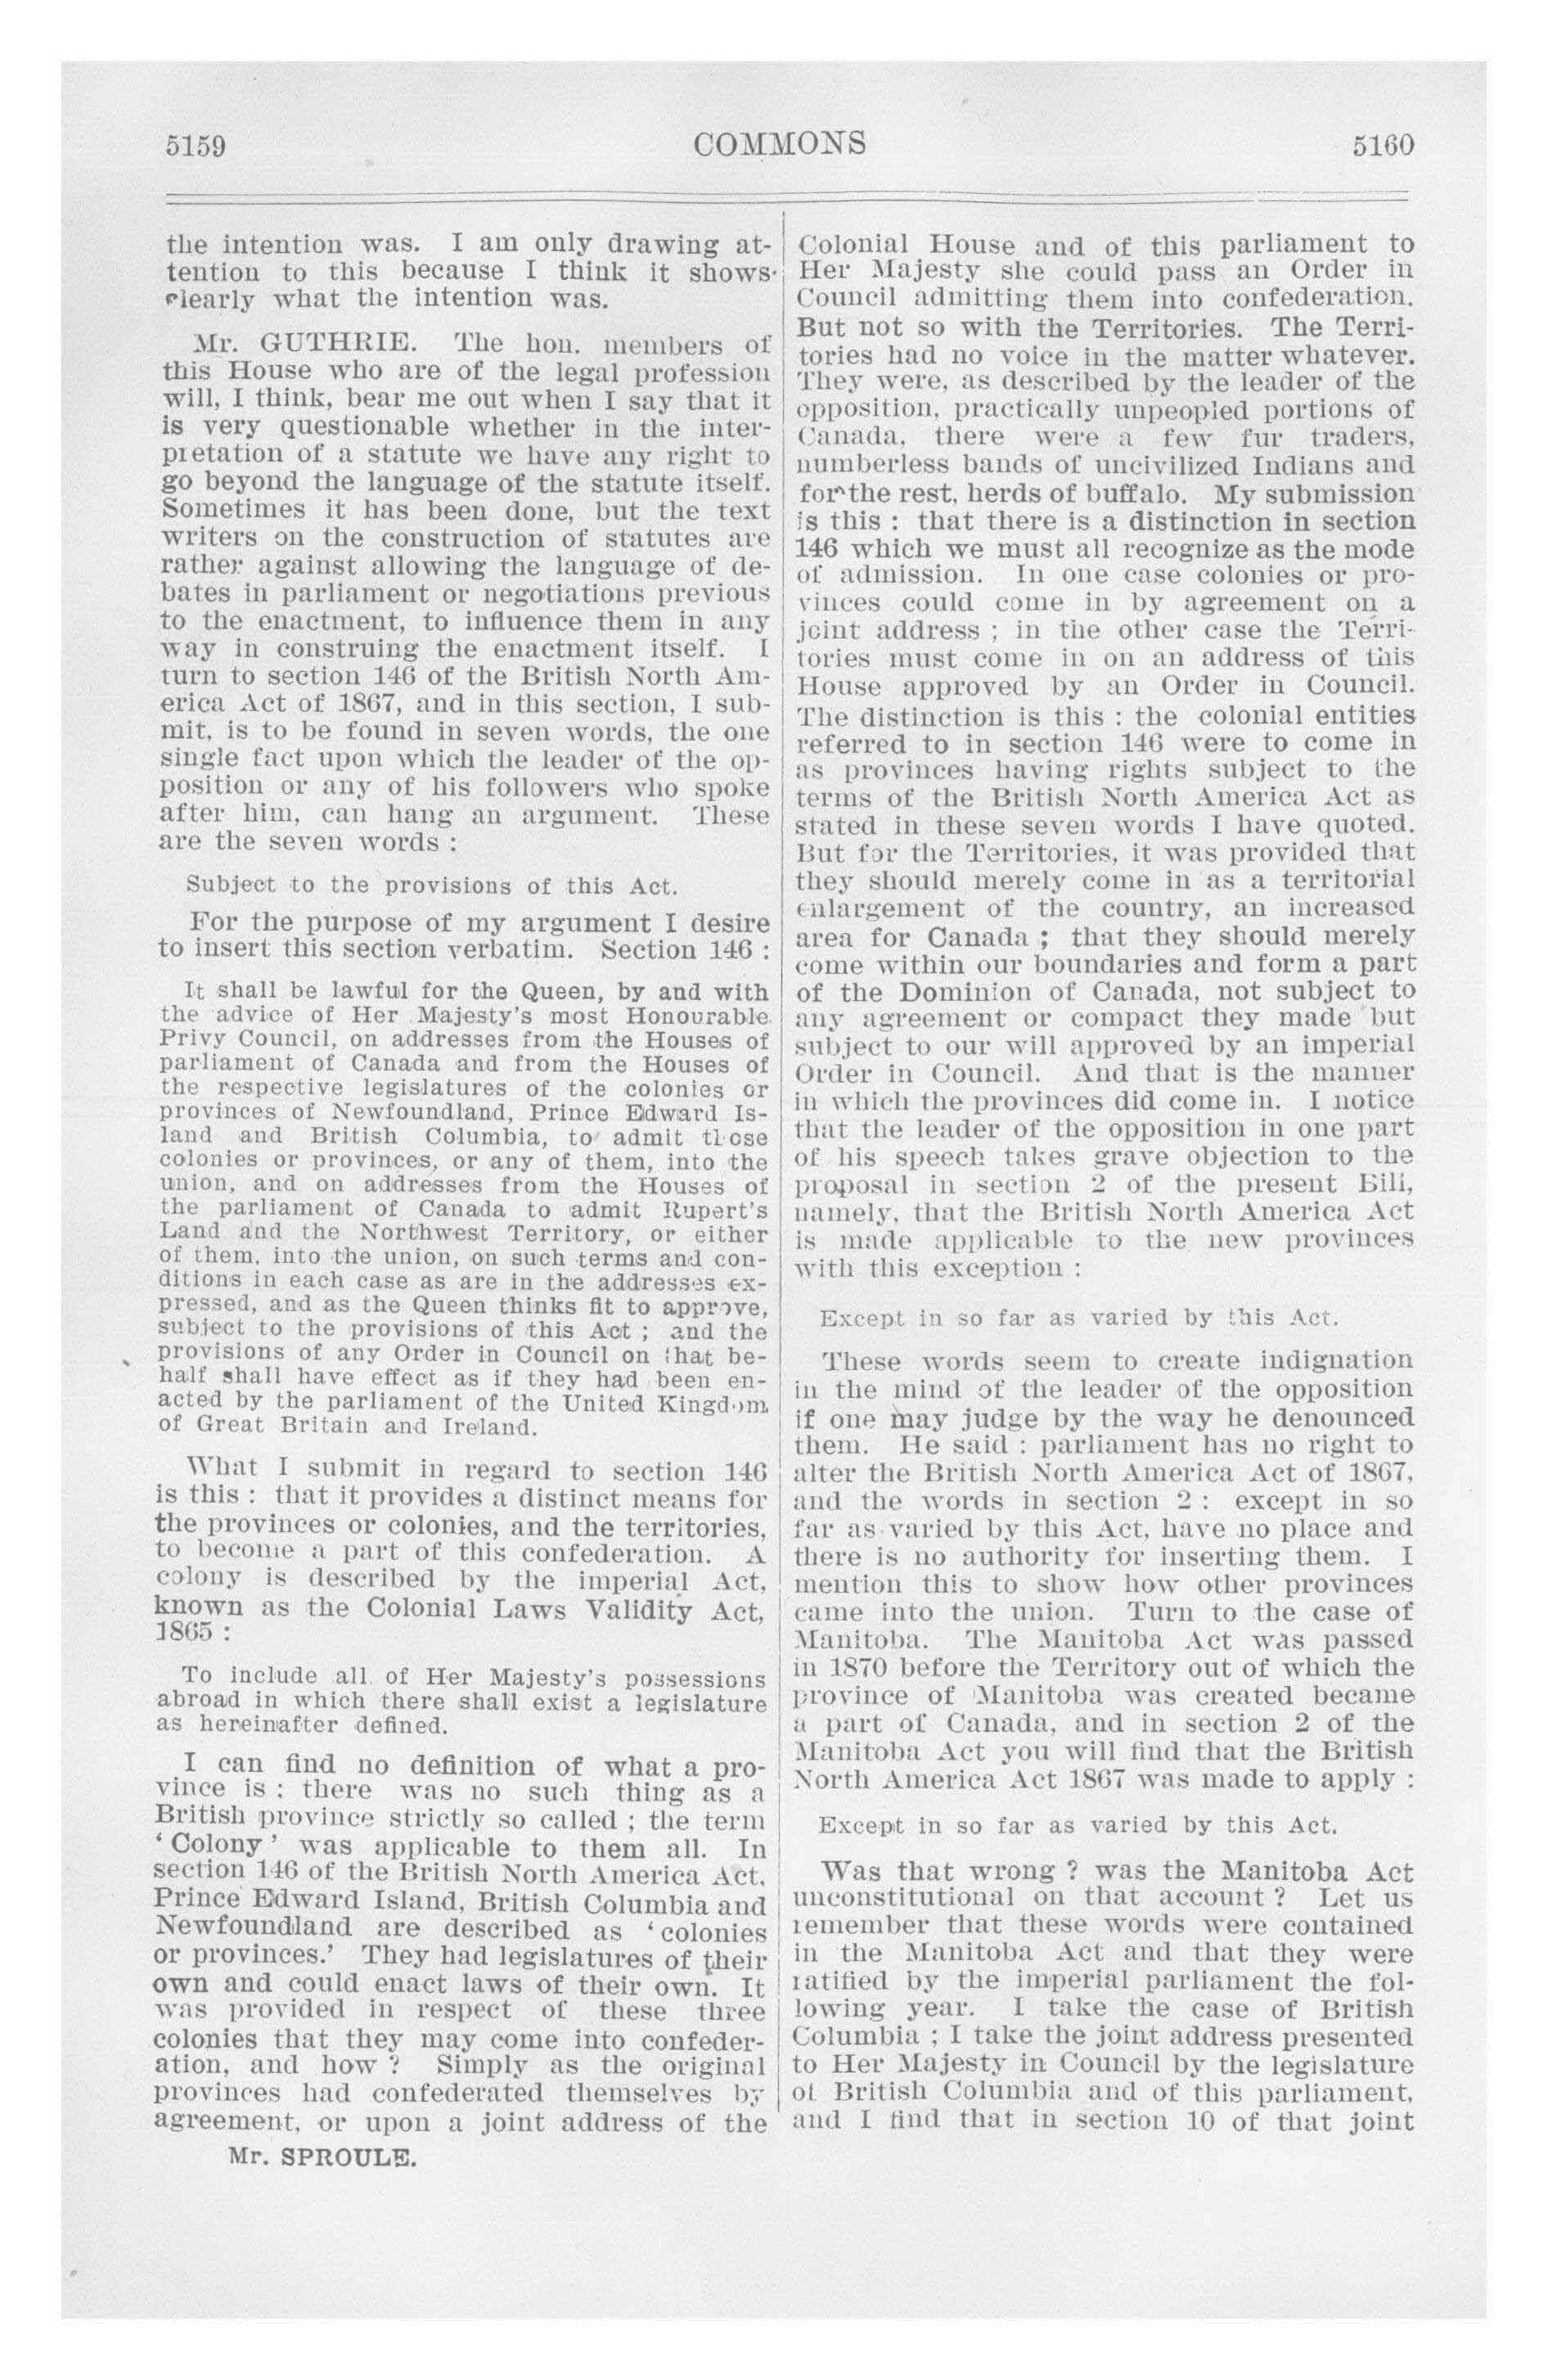 5159
COMMONS
5160
the intention was. I am only drawing at-
tention to this because I think it shows
clearly what the intention was.
Mr. GUTHRIE. The hon. members of
this House who are of the legal profession
will, I think, bear me out when I say that it
is very questionable whether in the inter-
pretation of a statute we have any right to
go beyond the language of the statute itself.
Sometimes it has been done, but the text
writers on the construction of statutes are
rather against allowing the language of de-
bates in parliament or negotiations previous
to the enactment, to influence them in any
way in construing the enactment itself. I
turn to section 146 of the British North Am-
erica Act of 1867, and in this section, I sub-
mit, is to be found in seven words, the one
single fact upon which the leader of the op-
position or any of his followers who spoke
after him, can hang an argument. These
are the seven words :
Subject to the provisions of this Act.
For the purpose of my argument I desire
to insert this section verbatim. Section 146 :
It shall be lawful for the Queen, by and with
the advice of Her Majesty's most Honourable
Privy Council, on addresses from the Houses of
parliament of Canada and from the Houses of
the respective legislatures of the colonies or
provinces of Newfoundland, Prince Edward Is-
land and British Columbia, to admit those
colonies or provinces, or any of them, into the
union, and on addresses from the Houses of
the parliament of Canada to admit Rupert's
Land and the Northwest Territory, or either
of them, into the union, on such terms and con-
ditions in each case as are in the addresses ex-
pressed, and as the Queen thinks fit to approve,
subject to the provisions of this Act ; and the
provisions of any Order in Council on that be-
half shall have effect as if they had been en-
acted by the parliament of the United Kingdom
of Great Britain and Ireland.
What I submit in regard to section 146
is this : that it provides a distinct means for
the provinces or colonies, and the territories,
to become a part of this confederation. A
colony is described by the imperial Act,
known as the Colonial Laws Validity Act,
1865 :
To include all of Her Majesty's possessions
abroad in which there shall exist a legislature
as hereinafter defined.
I can find no definition of what a pro-
vince is ; there was no such thing as a
British province strictly so called ; the term
' Colony ' was applicable to them all. In
section 146 of the British North America Act,
Prince Edward Island, British Columbia and
Newfoundland are described as ' colonies
or provinces.' They had legislatures of their
own and could enact laws of their own. It
was provided in respect of these three
colonies that they may come into confeder-
ation, and how ? Simply as the original
provinces had confederated themselves by
agreement, or upon a joint address of the
Mr. SPROULE.
Colonial House and of this parliament to
Her Majesty she could pass an Order in
Council admitting them into confederation.
But not so with the Territories. The Terri-
tories had no voice in the matter whatever.
They were, as described by the leader of the
opposition, practically unpeopled portions of
Canada, there were a few fur traders,
numberless bands of uncivilized Indians and
for the rest, herds of buffalo. My submission
is this : that there is a distinction in section
146 which we must all recognize as the mode
of admission. In one case colonies or pro-
vinces could come in by agreement on a
joint address ; in the other case the Terri-
tories must come in on an address of this
House approved by an Order in Council.
The distinction is this : the colonial entities
referred to in section 146 were to come in
as provinces having rights subject to the
terms of the British North America Act as
stated in these seven words I have quoted.
But for the Territories, it was provided that
they should merely come in as a territorial
enlargement of the country, an increased
area for Canada ; that they should merely
come within our boundaries and form a part
of the Dominion of Canada, not subject to
any agreement or compact they made but
subject to our will approved by an imperial
Order in Council. And that is the manner
in which the provinces did come in. I notice
that the leader of the opposition in one part
of his speech takes grave objection to the
proposal in section 2 of the present Bill,
namely, that the British North America Act
is made applicable to the new provinces
with this exception :
Except in so far as varied by this Act.
These words seem to create indignation
in the mind of the leader of the opposition
if one may judge by the way he denounced
them. He said : parliament has no right to
alter the British North America Act of 1867,
and the words in section 2 : except in so
far as varied by this Act, have no place and
there is no authority for inserting them. I
mention this to show how other provinces
came into the union. Turn to the case of
Manitoba. The Manitoba Act was passed
in 1870 before the Territory out of which the
province of Manitoba was created became
a part of Canada, and in section 2 of the
Manitoba Act you will find that the British
North America Act 1867 was made to apply :
Except in so far as varied by this Act.
Was that wrong ? was the Manitoba Act
unconstitutional on that account ? Let us
remember that these words were contained
in the Manitoba Act and that they were
ratified by the imperial parliament the fol-
lowing year. I take the case of British
Columbia ; I take the joint address presented
to Her Majesty in Council by the legislature
of British Columbia and of this parliament,
and I find that in section 10 of that joint